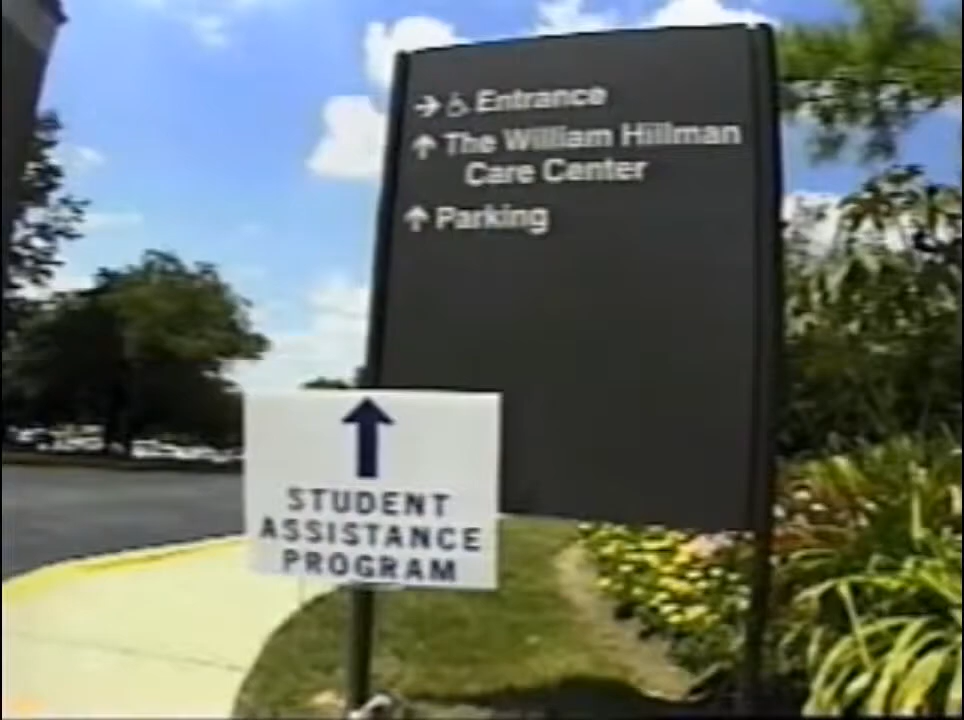 → ♿ Entrance
↑ The William Hillman
Care Center
↑ Parking
↑
STUDENT
ASSISTANCE
PROGRAM